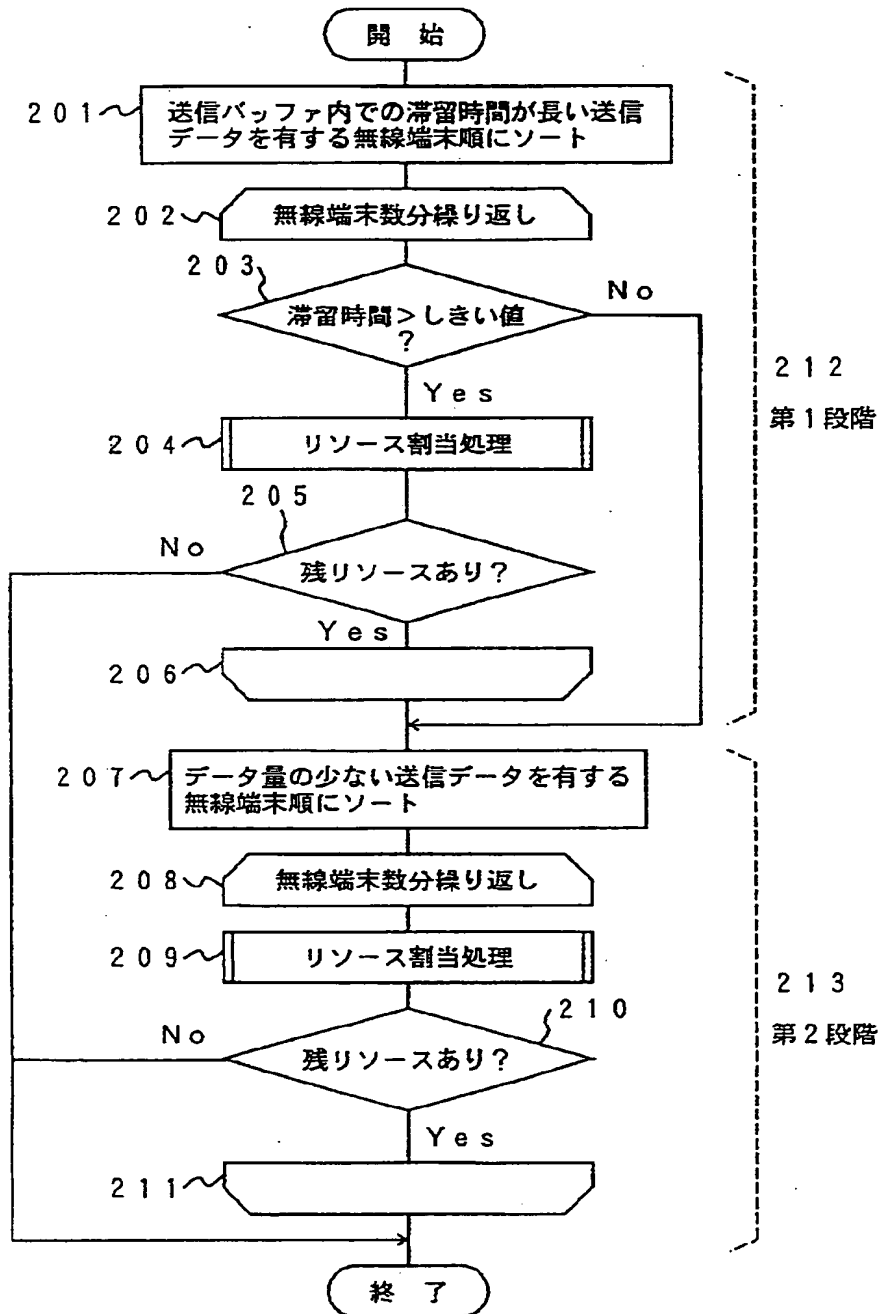 開 始
201
送信バッファ内での滞留時間が長い送信
データを有する無線端末順にソート
202
無線端末数分繰り返し
203
滞留時間＞しきい値
？
No
Yes
212
第1段階
204
リソース割当処理
205
残リソースあり？
No
Yes
206
207
データ量の少ない送信データを有する
無線端末順にソート
208
無線端末数分繰り返し
209
リソース割当処理
210
残リソースあり？
No
Yes
213
第2段階
211
終 了